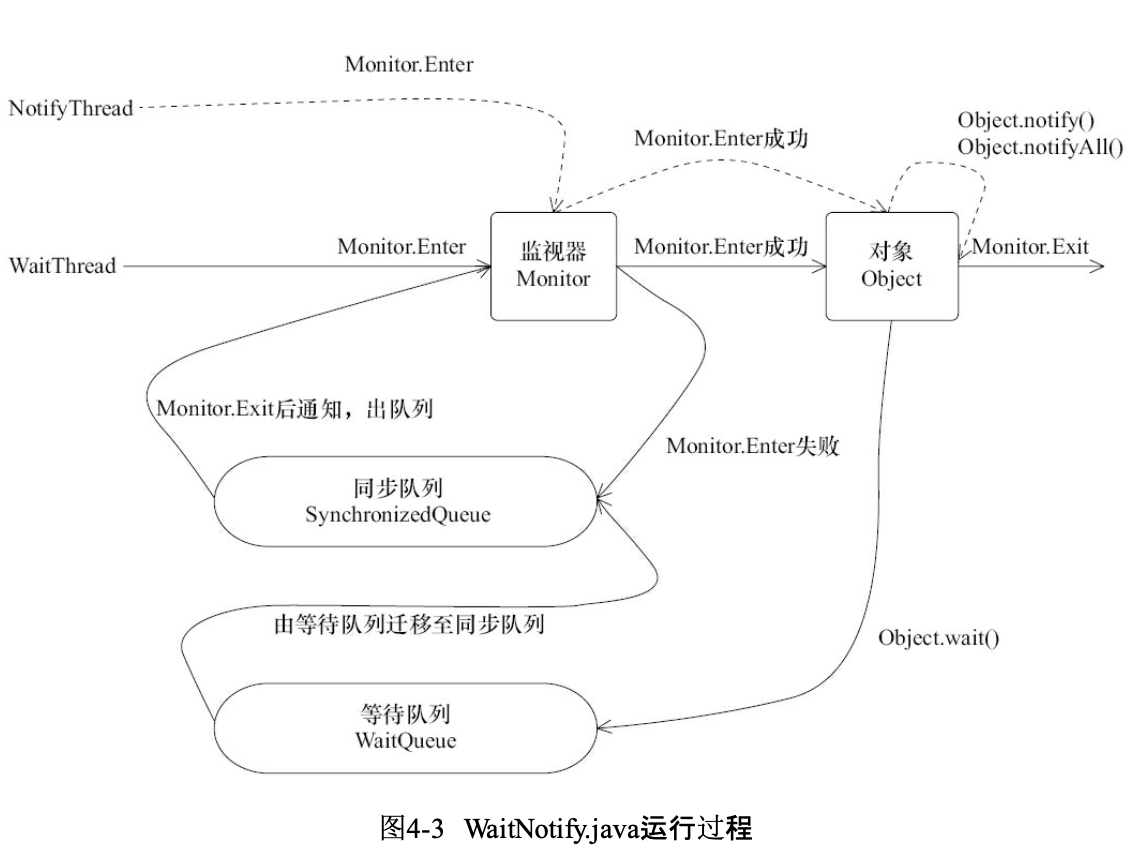 Monitor.Enter
NotifyThread
Object.notify()
Object.notifyAll()
Monitor.Enter成功
WaitThread
Monitor.Enter
监视器
Monitor
Monitor.Enter成功
对象
Object
Monitor.Exit
Monitor.Exit后通知，出队列
Monitor.Enter失败
同步队列
SynchronizedQueue
由等待队列迁移至同步队列
Object.wait()
等待队列
WaitQueue
图4-3 WaitNotify.java运行过程